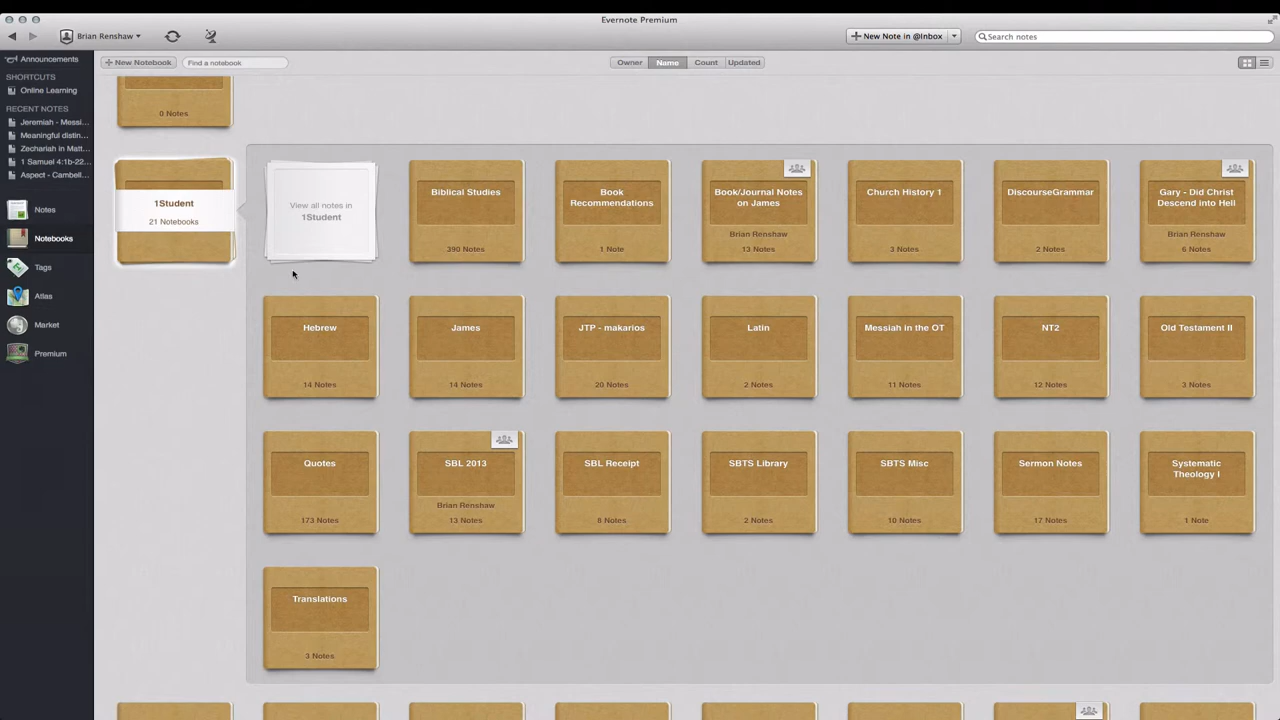 Evernote Premium
Brian Renshaw
New Note in @Inbox
Search notes
Announcements
New Notebook
Find a notebook
Owner
Name
Count
Updated
SHORTCUTS
Online Learning
RECENT NOTES
Jeremiah - Messi...
Meaningful distin...
Zechariah in Matt...
1 Samuel 4:1b-22...
Aspect - Cambell...
Notes
Notebooks
Tags
Atlas
Market
Premium
0 Notes
1Student
21 Notebooks
View all notes in
1Student
Biblical Studies
390 Notes
Book
Recommendations
1 Note
Book/Journal Notes
on James
Brian Renshaw
13 Notes
Church History 1
3 Notes
DiscourseGrammar
2 Notes
Gary - Did Christ
Descend into Hell
Brian Renshaw
6 Notes
Hebrew
14 Notes
James
14 Notes
JTP - makarios
20 Notes
Latin
2 Notes
Messiah in the OT
11 Notes
NT2
12 Notes
Old Testament II
3 Notes
Quotes
173 Notes
SBL 2013
Brian Renshaw
13 Notes
SBL Receipt
8 Notes
SBTS Library
2 Notes
SBTS Misc
10 Notes
Sermon Notes
17 Notes
Systematic
Theology I
1 Note
Translations
3 Notes